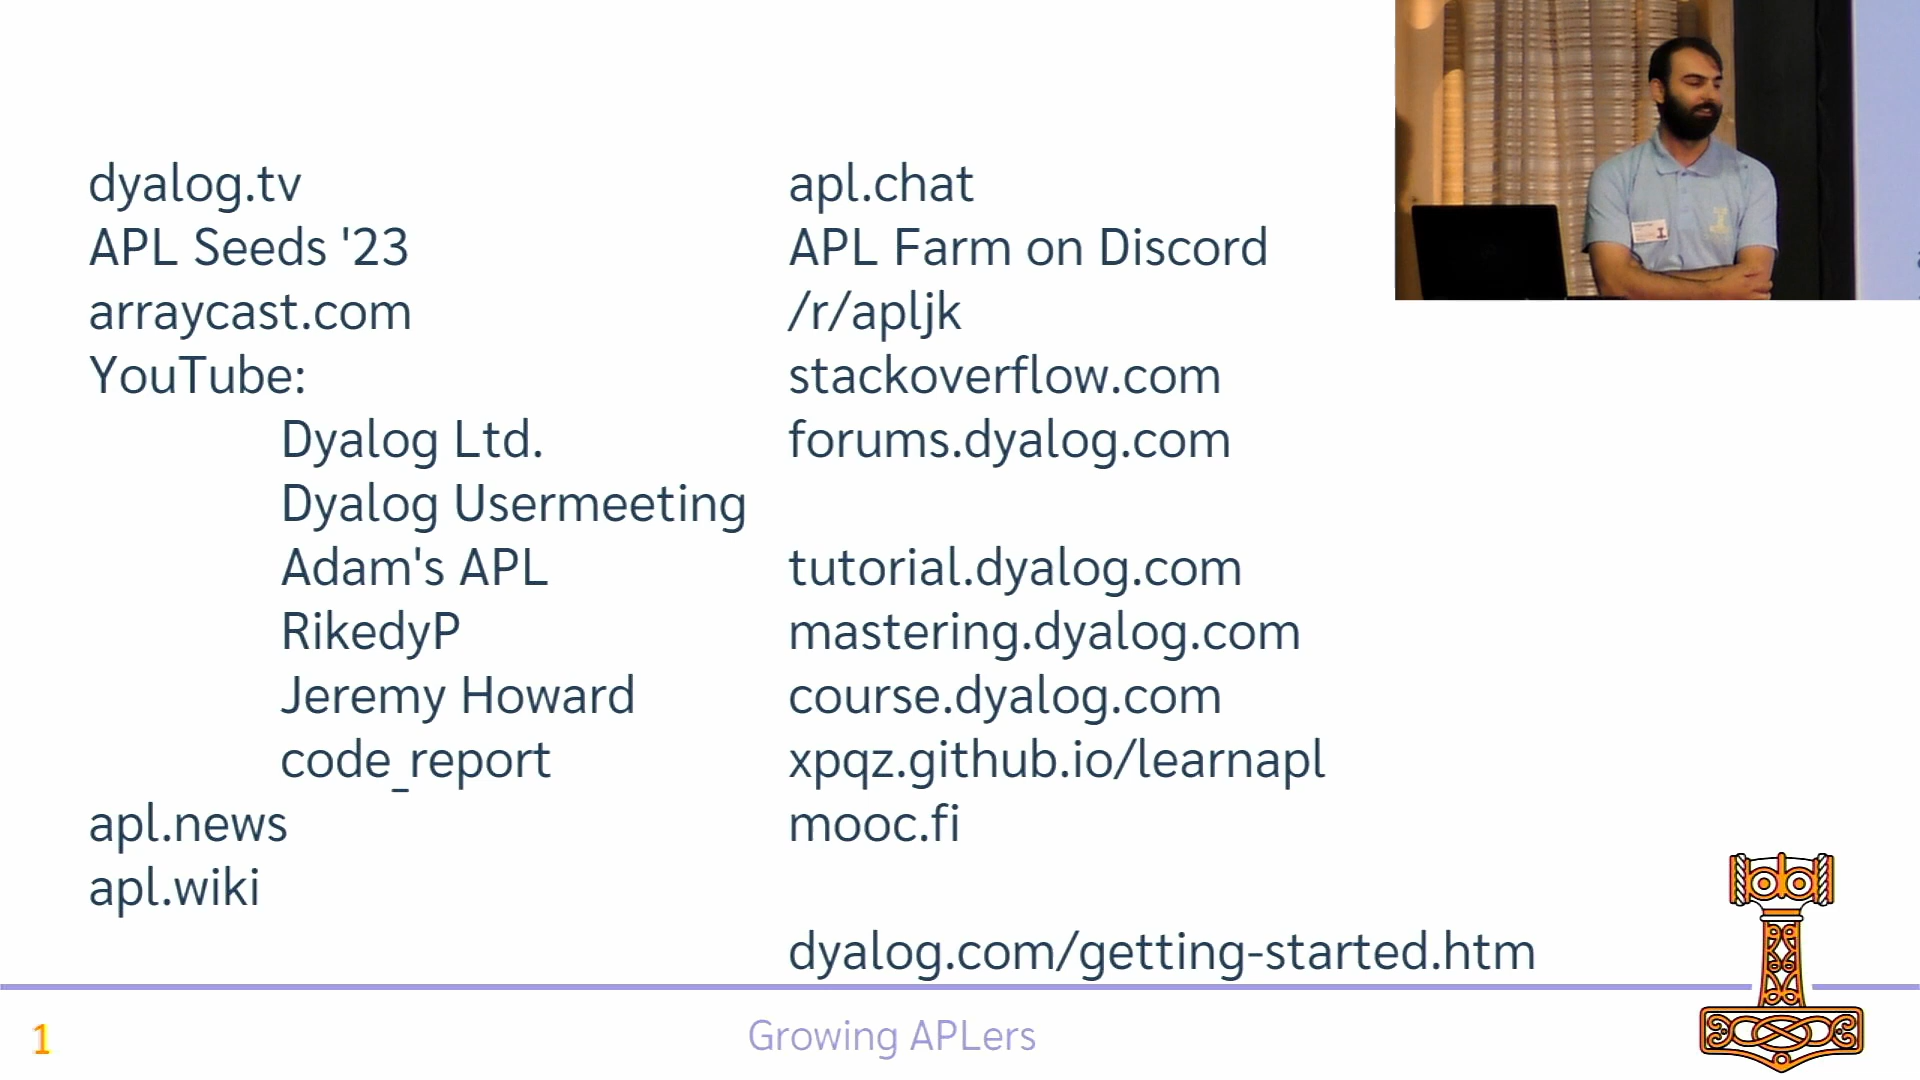 dyalog.tv
APL Seeds '23
arraycast.com
YouTube:
Dyalog Ltd.
Dyalog Usermeeting
Adam's APL
RikedyP
Jeremy Howard
code_report
apl.news
apl.wiki
apl.chat
APL Farm on Discord
/r/apljk
stackoverflow.com
forums.dyalog.com
tutorial.dyalog.com
mastering.dyalog.com
course.dyalog.com
xpqz.github.io/learnapl
mooc.fi
dyalog.com/getting-started.htm
1
Growing APLers